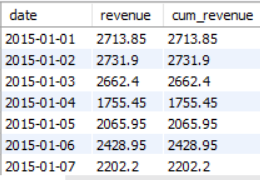 date revenue cum_revenue
2015-01-01 2713.85 2713.85
2015-01-02 2731.9 2731.9
2015-01-03 2662.4 2662.4
2015-01-04 1755.45 1755.45
2015-01-05 2065.95 2065.95
2015-01-06 2428.95 2428.95
2015-01-07 2202.2 2202.2